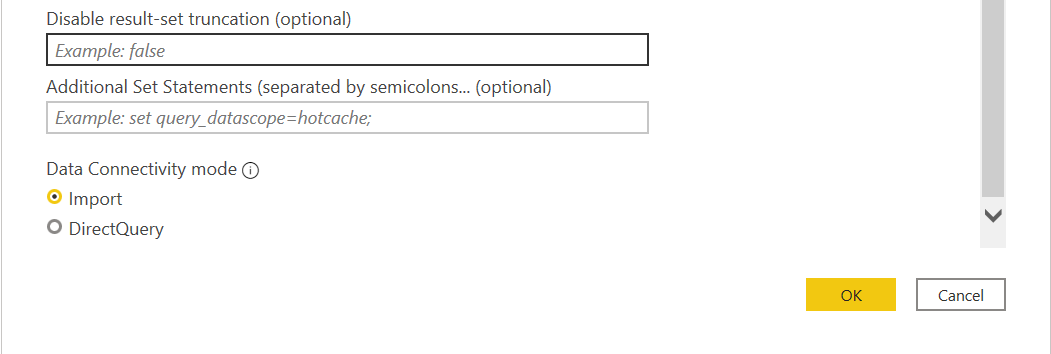 Disable result-set truncation (optional)
Example: false
Additional Set Statements (separated by semicolons... (optional)
Example: set query_datascope=hotcache;
Data Connectivity mode
Import
DirectQuery
OK Cancel